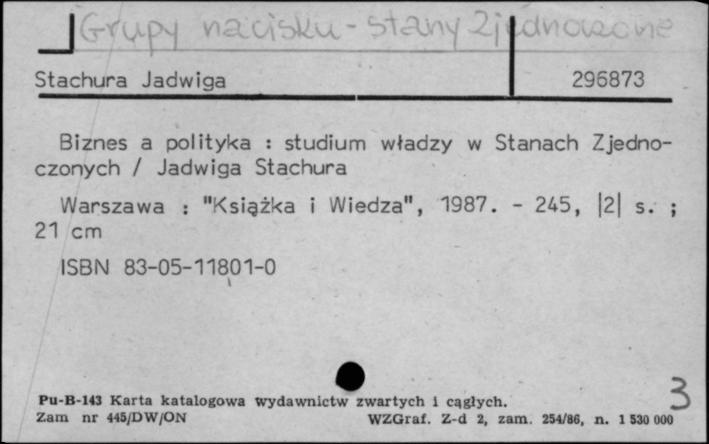 Grupy nacisku - Stany Zjednoczone
Stachura Jadwiga 296873
Biznes a polityka : studium władzy w Stanach Zjedno-
czonych / Jadwiga Stachura
Warszawa : "Książka i Wiedza", 1987. - 245, |2| s. ;
21 cm
ISBN 83-05-11801-0
3
Pu-B-143 Karta katalogowa wydawnictw zwartych i ciągłych.
Zam nr 445/DW/ON WZGraf. Z-d 2, zam. 254/86, n. 1 530 000